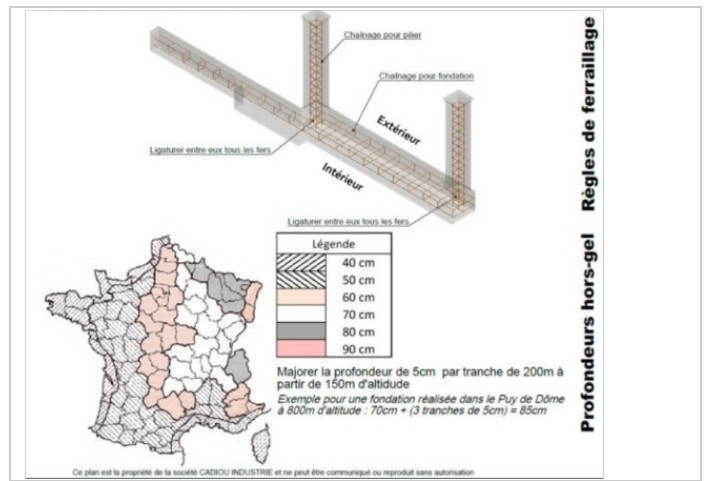 Chaînage pour pilier
Chaînage pour fondation
Extérieur
Intérieur
Ligaturer entre eux tous les fers
Ligaturer entre eux tous les fers
Règles de ferraillage
Légende
40 cm
50 cm
60 cm
70 cm
80 cm
90 cm
Majorer la profondeur de 5cm par tranche de 200m à
partir de 150m d'altidude
Exemple pour une fondation réalisée dans le Puy de Dôme
à 800m d'altitude : 70cm + (3 tranches de 5cm) = 85cm
Profondeurs hors-gel
Ce plan est la propriété de la société CADIOU INDUSTRIE et ne peut être communiqué ou reproduit sans autorisation